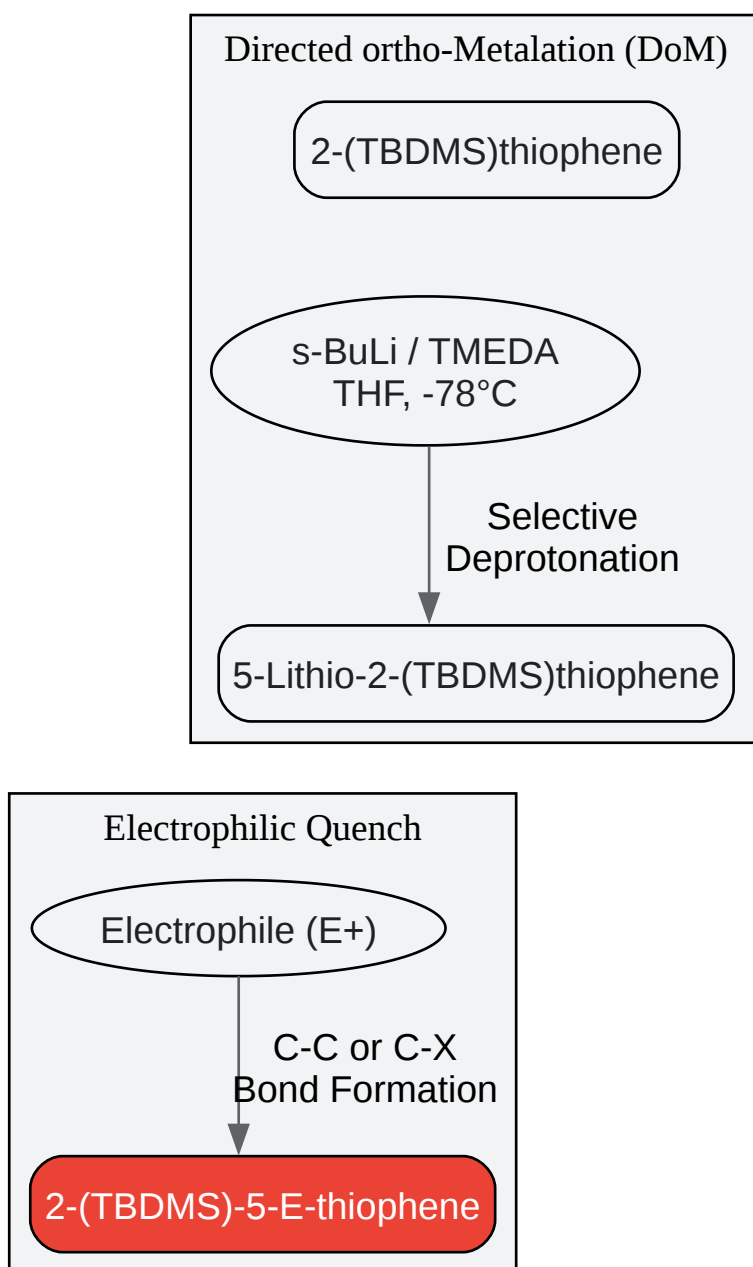 Directed ortho-Metalation (DoM)
2-(TBDMS)thiophene
s-BuLi / TMEDA
THF, -78°C
Selective
Deprotonation
5-Lithio-2-(TBDMS)thiophene
Electrophilic Quench
Electrophile (E+)
C-C or C-X
Bond Formation
2-(TBDMS)-5-E-thiophene